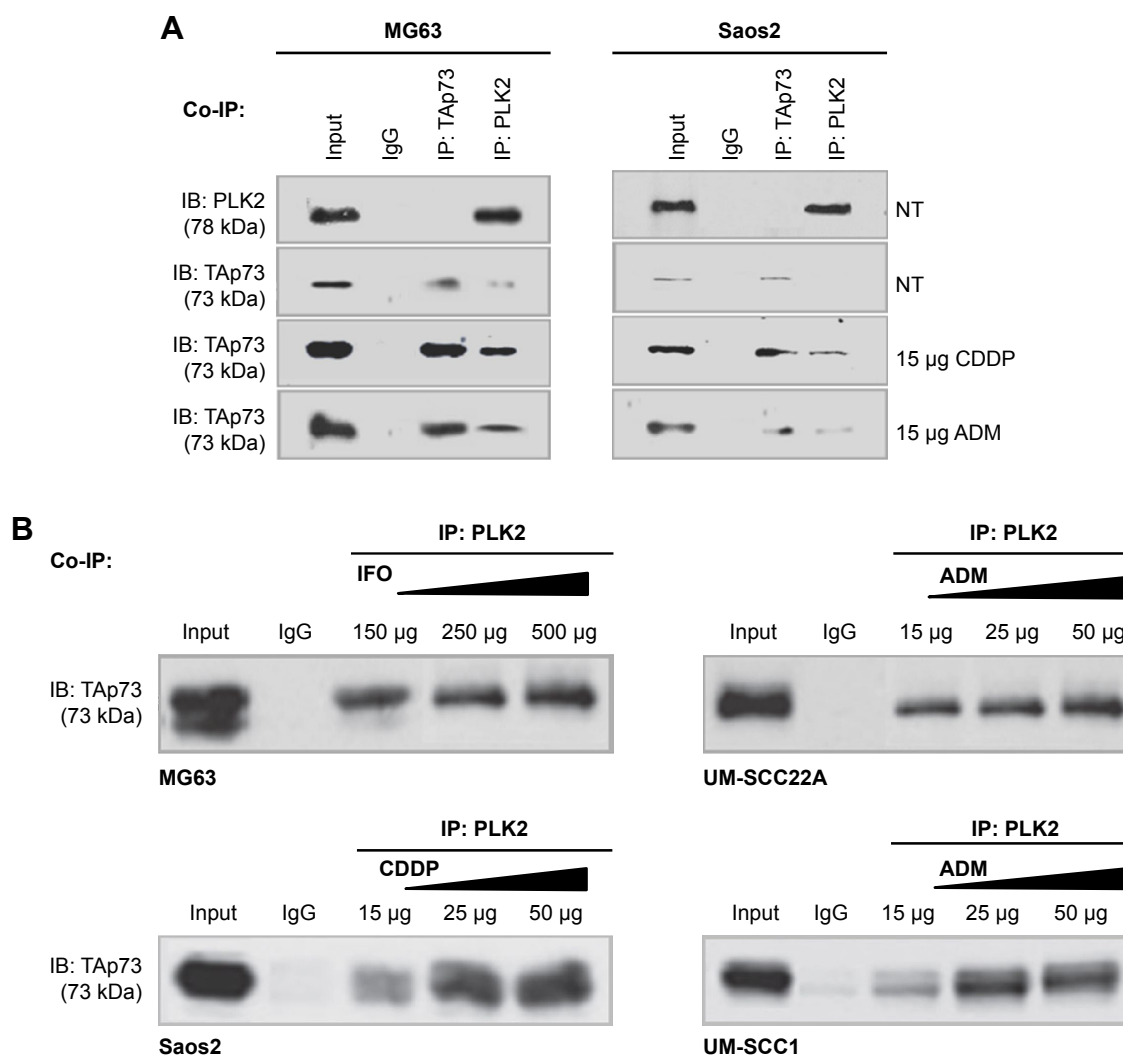 A
MG63
Saos2
Co-IP:
Input
IgG
IP: TAp73
IP: PLK2
Input
IgG
IP: TAp73
IP: PLK2
IB: PLK2
(78 kDa)
NT
IB: TAp73
(73 kDa)
NT
IB: TAp73
(73 kDa)
15 µg CDDP
IB: TAp73
(73 kDa)
15 µg ADM
B
Co-IP:
IP: PLK2
IFO
Input IgG 150 µg 250 µg 500 µg
IB: TAp73
(73 kDa)
MG63
IP: PLK2
ADM
Input IgG 15 µg 25 µg 50 µg
UM-SCC22A
IP: PLK2
CDDP
Input IgG 15 µg 25 µg 50 µg
IB: TAp73
(73 kDa)
Saos2
IP: PLK2
ADM
Input IgG 15 µg 25 µg 50 µg
UM-SCC1